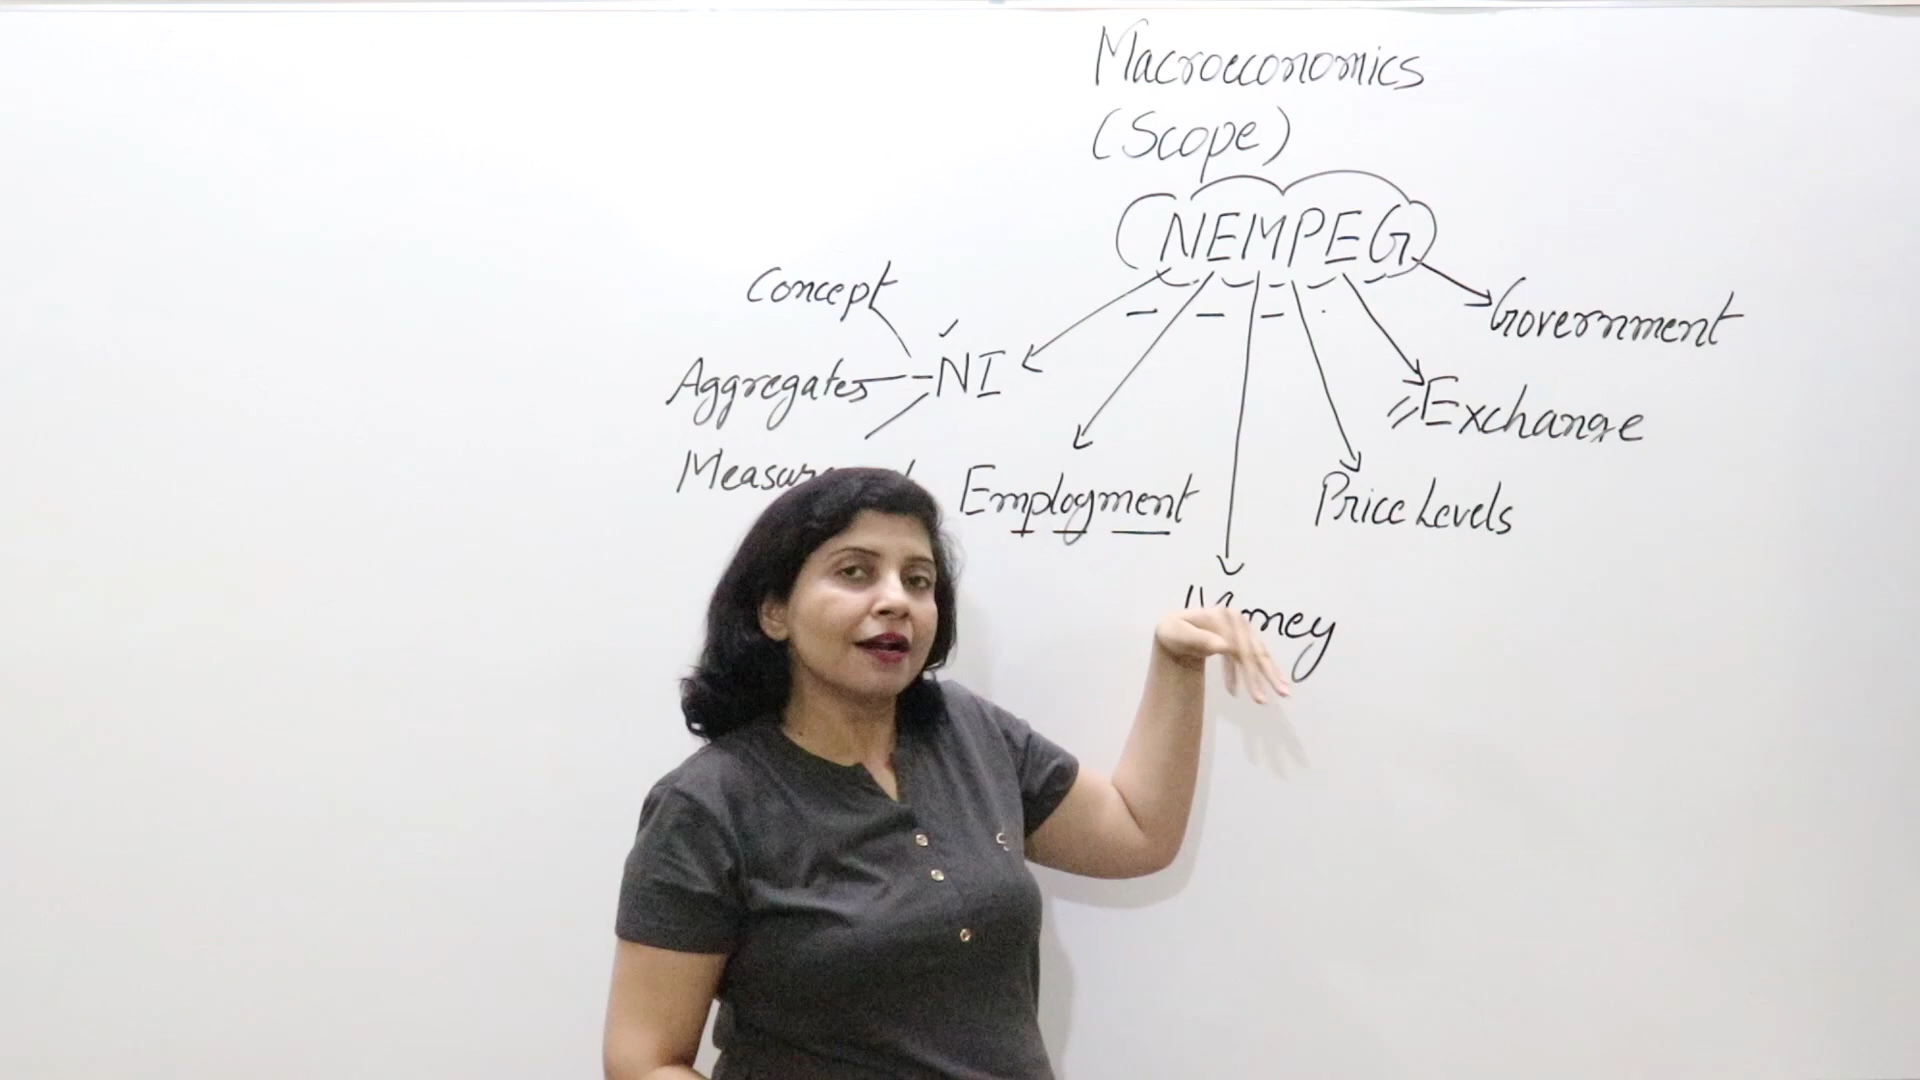 Macroeconomics
(Scope)
NEMPEG
Concept
Government
Aggregates
NI
Exchange
Employment
Price Levels